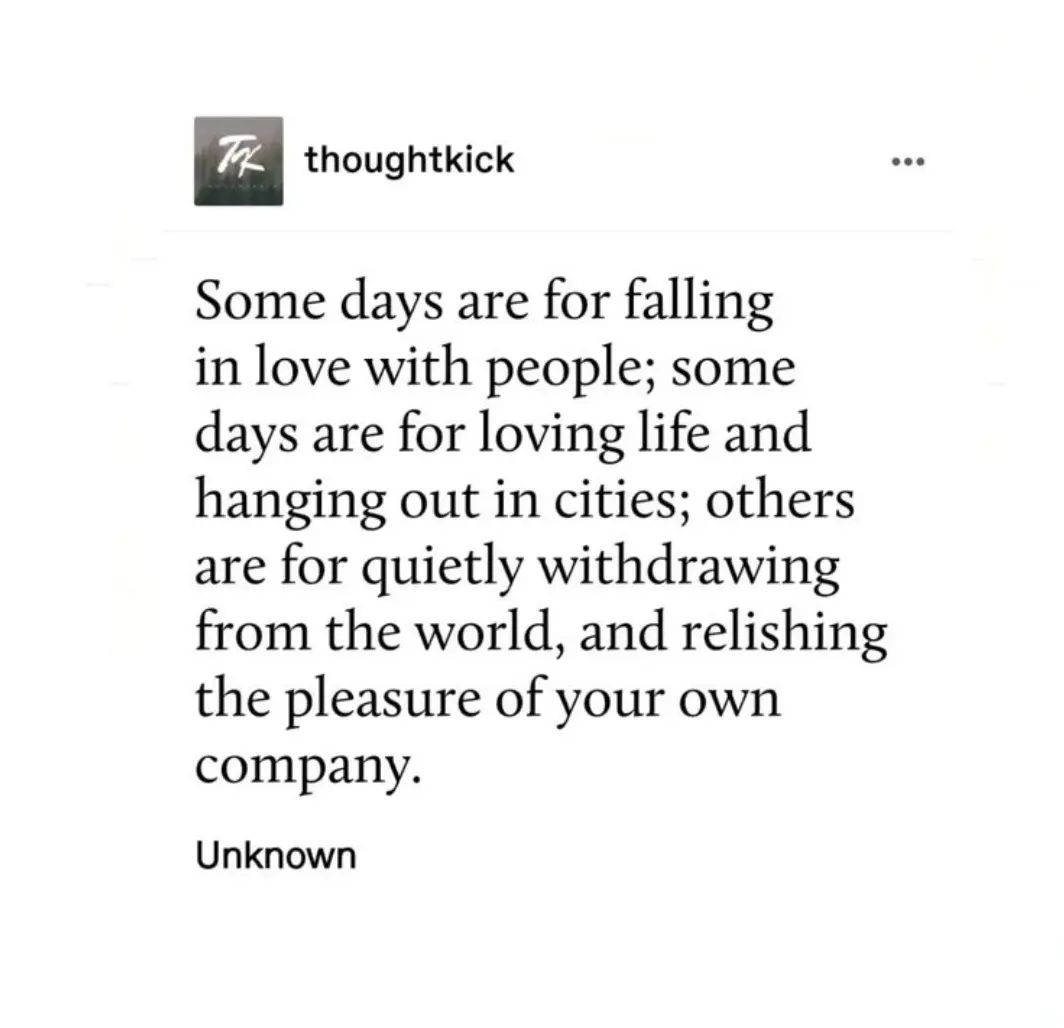 TK
thoughtkick
Some days are for falling
in love with people; some
days are for loving life and
hanging out in cities; others
are for quietly withdrawing
from the world, and relishing
the pleasure of your own
company.
Unknown